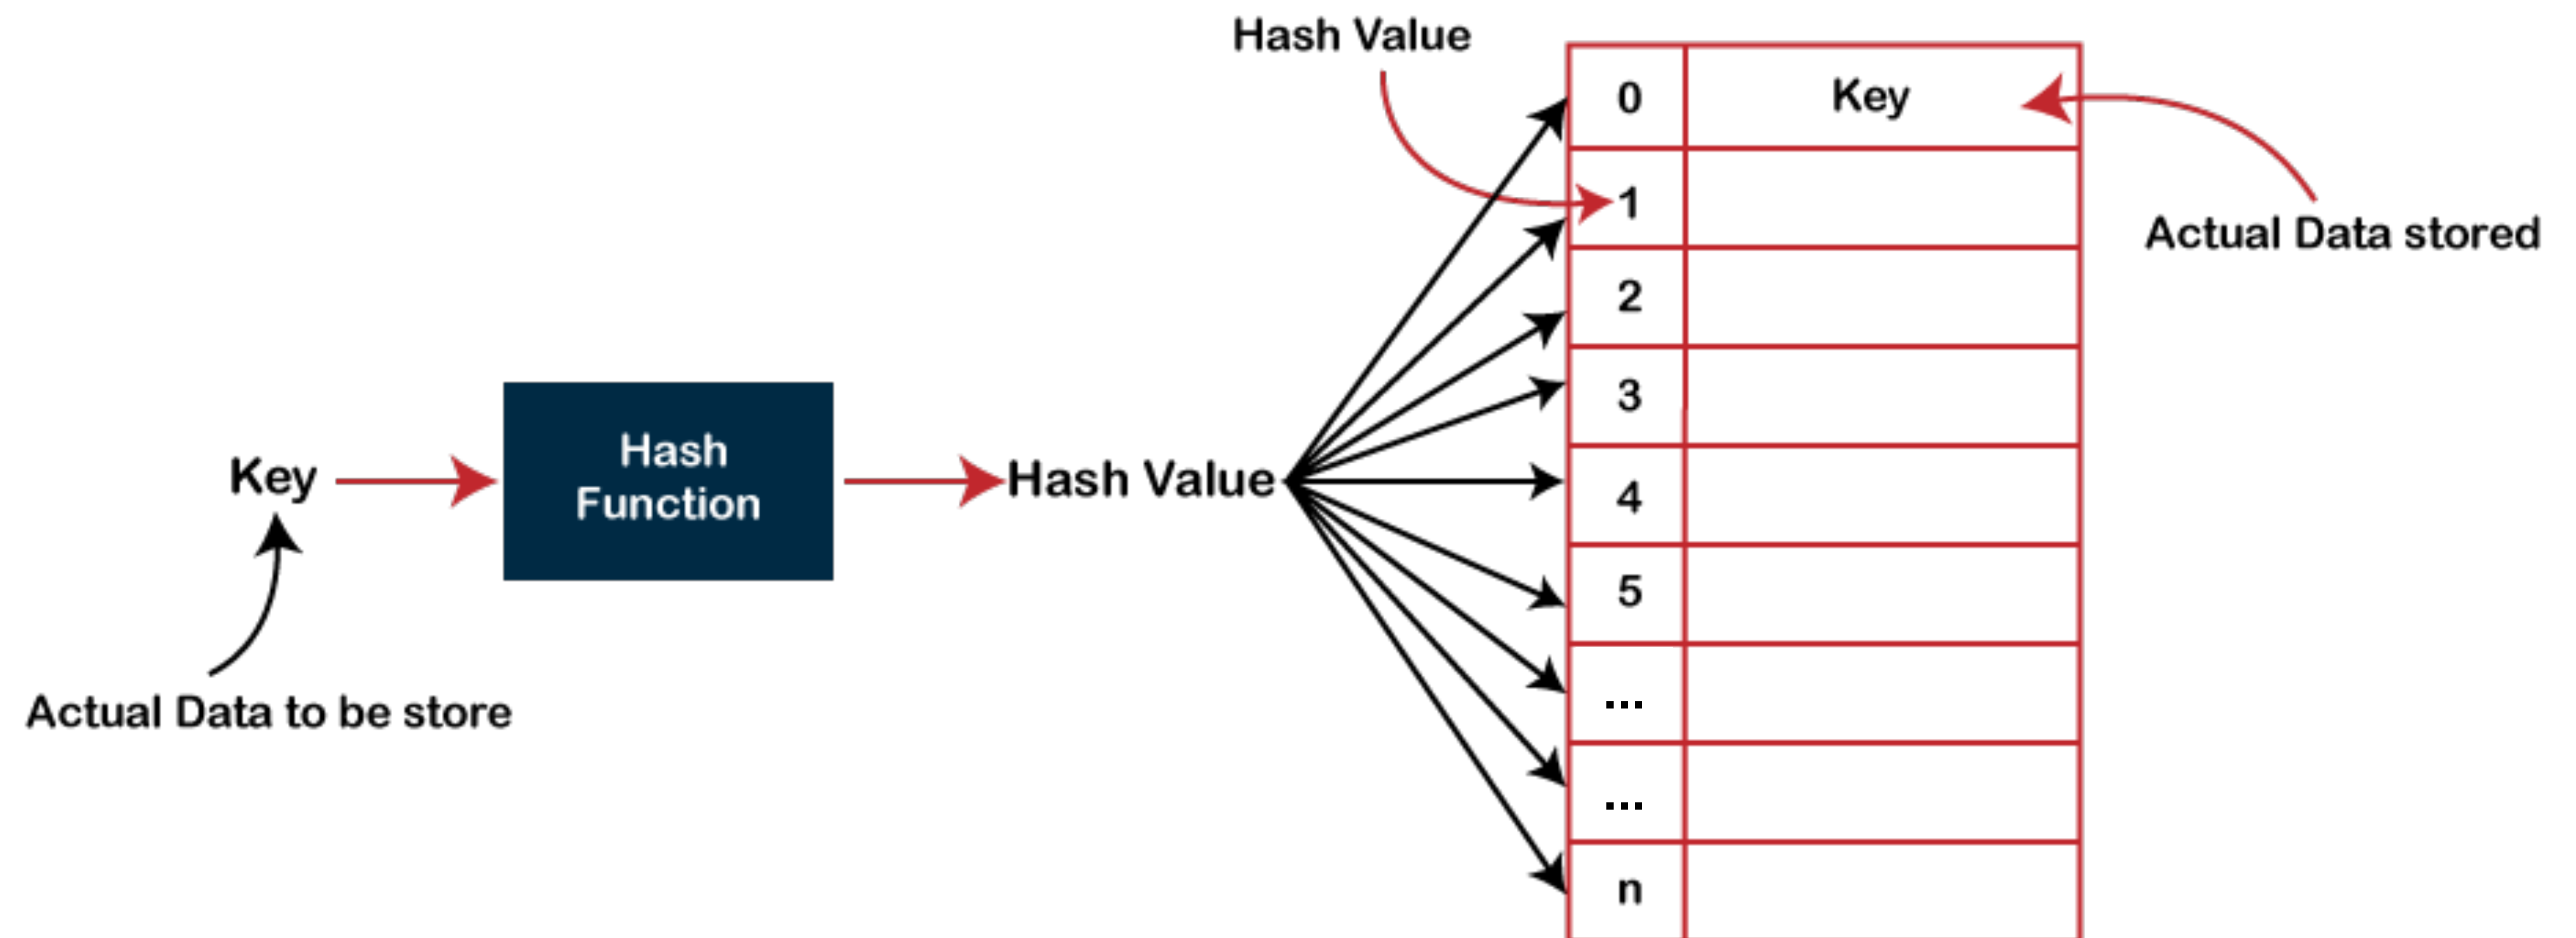 Hash Value
0 Key
1
Actual Data stored
2
3
Hash
Function
Key
Hash Value
4
5
Actual Data to be store
...
...
n